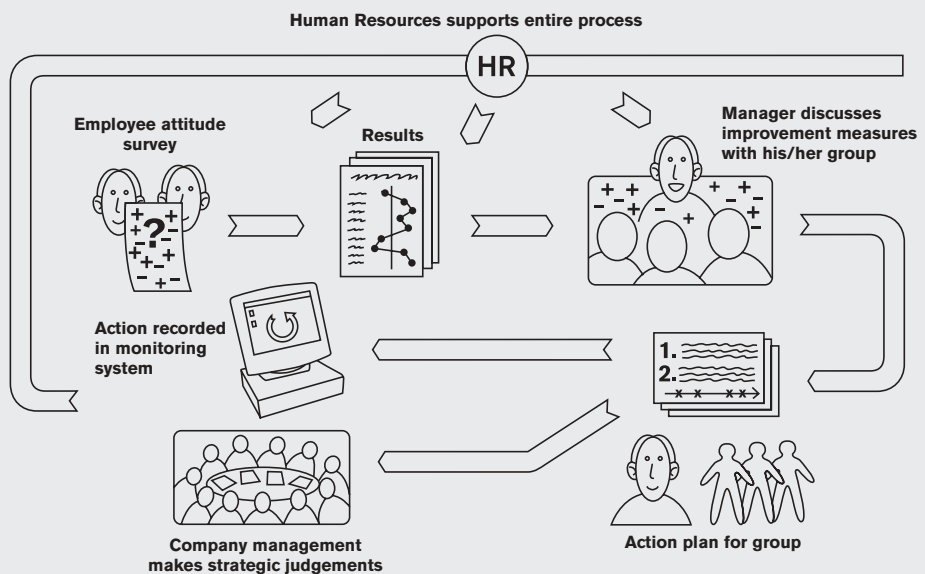 Human Resources supports entire process
HR
Employee attitude
survey
?
Results
Manager discusses
improvement measures
with his/her group
Action recorded
in monitoring
system
1.
2.
Company management
makes strategic judgements
Action plan for group